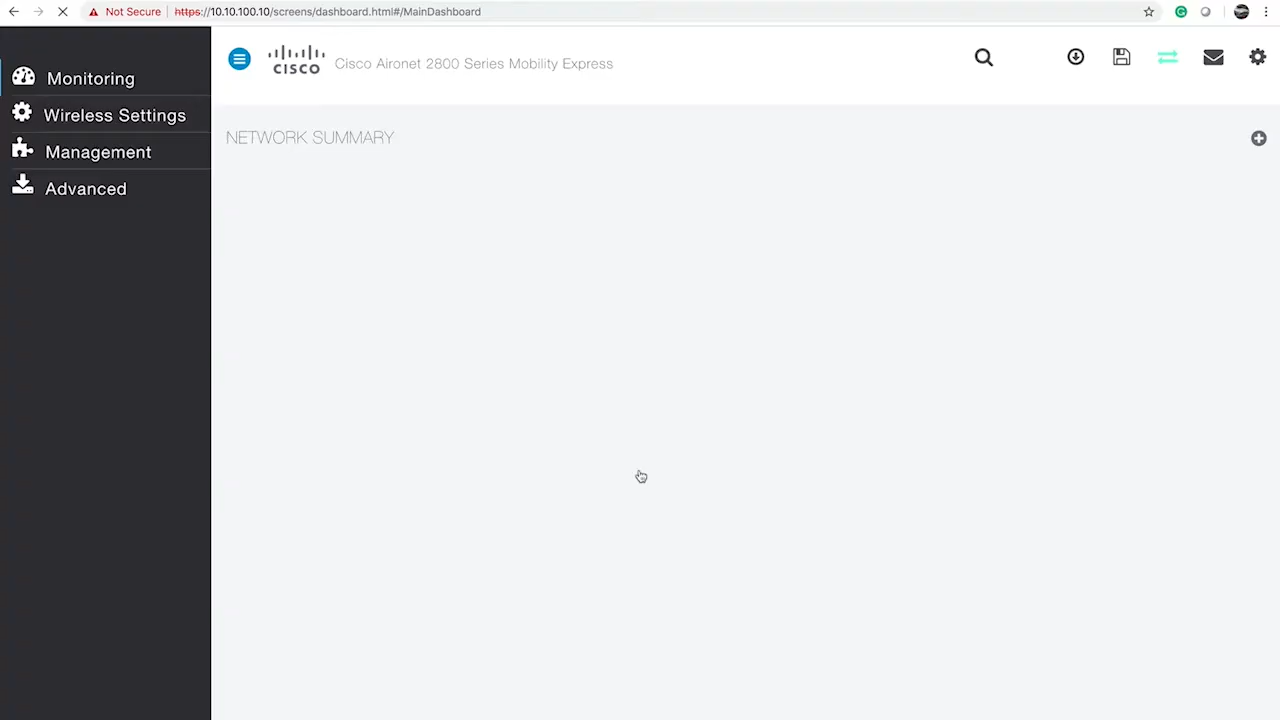 Not Secure https://10.10.100.10/screens/dashboard.html#/MainDashboard
Monitoring
Wireless Settings
Management
Advanced
CISCO Cisco Aironet 2800 Series Mobility Express
NETWORK SUMMARY